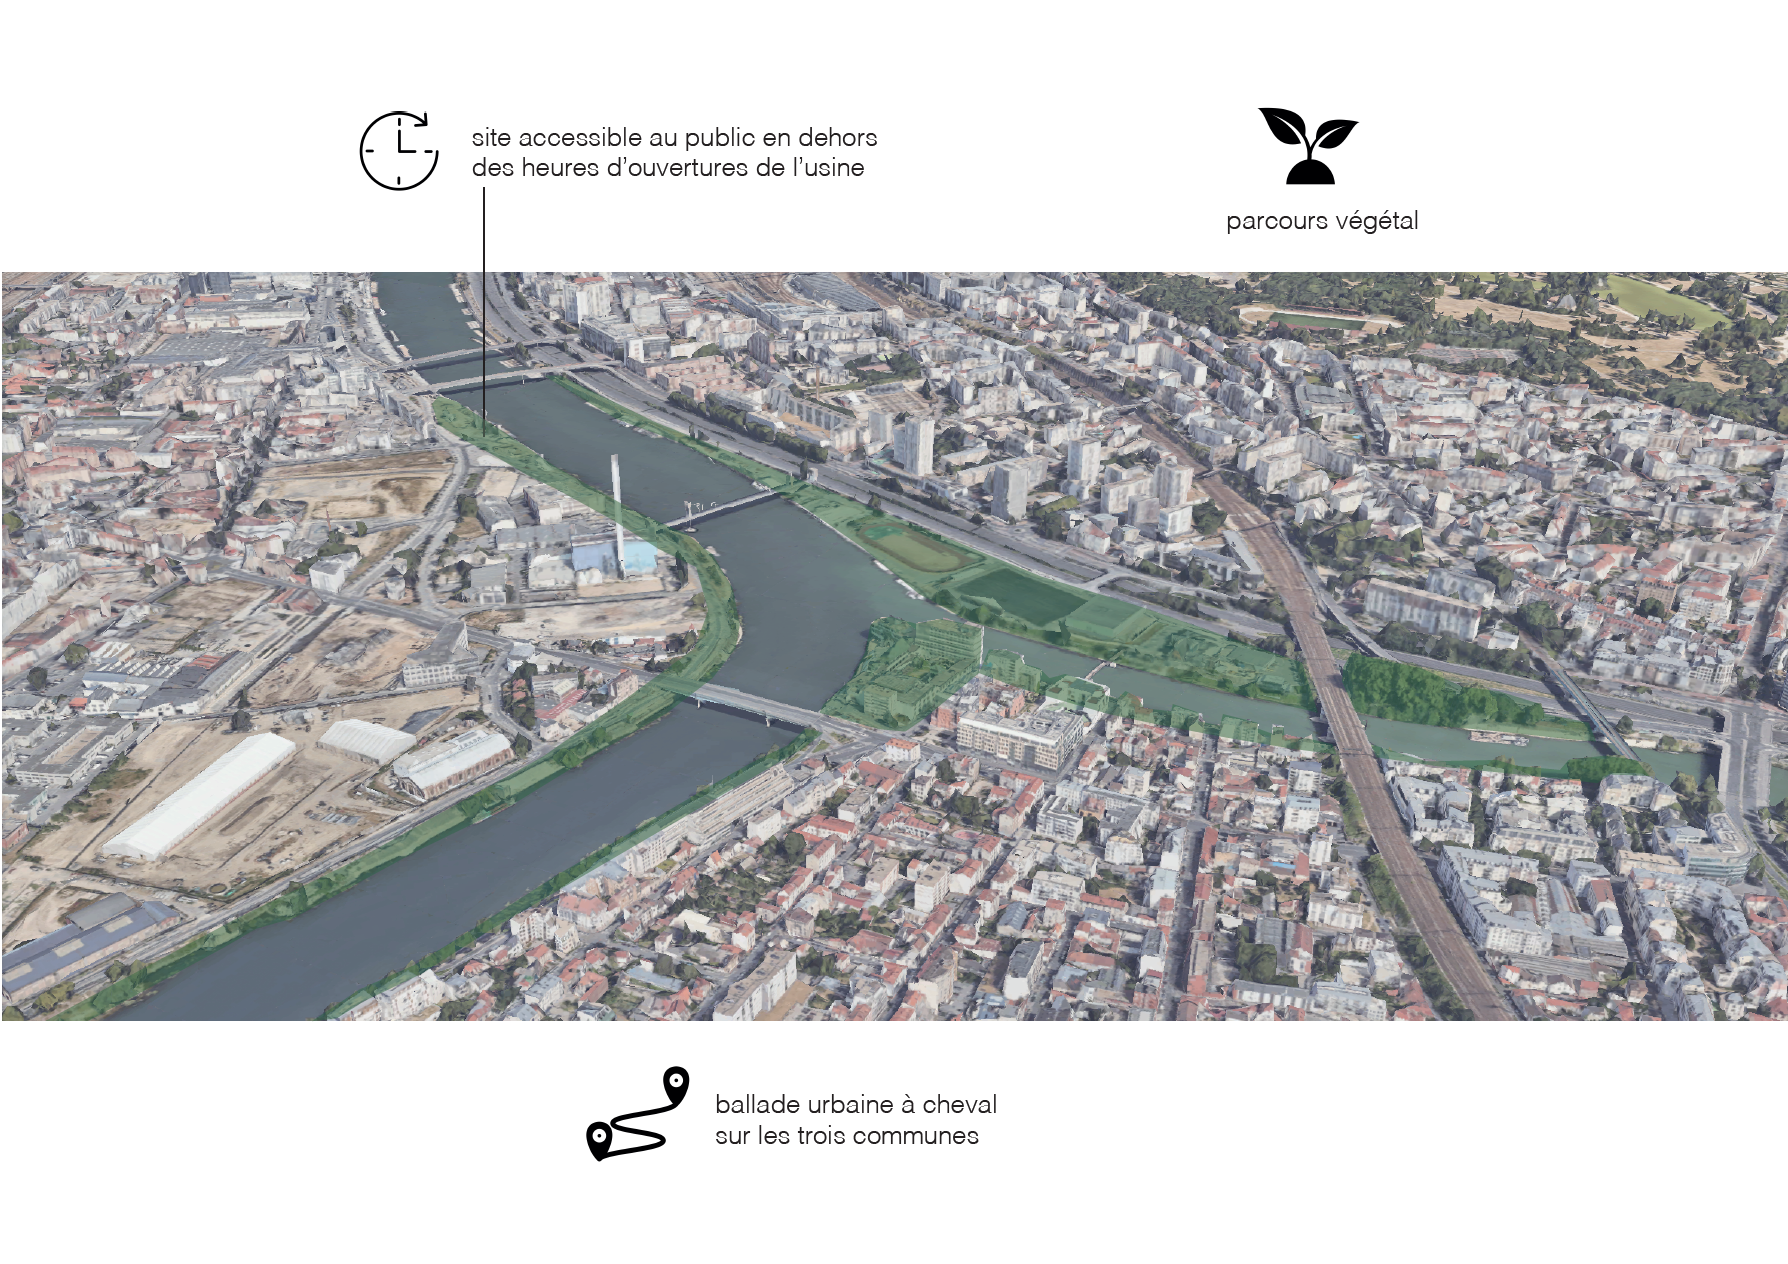 site accessible au public en dehors
des heures d'ouvertures de l'usine
parcours végétal
ballade urbaine à cheval
sur les trois communes